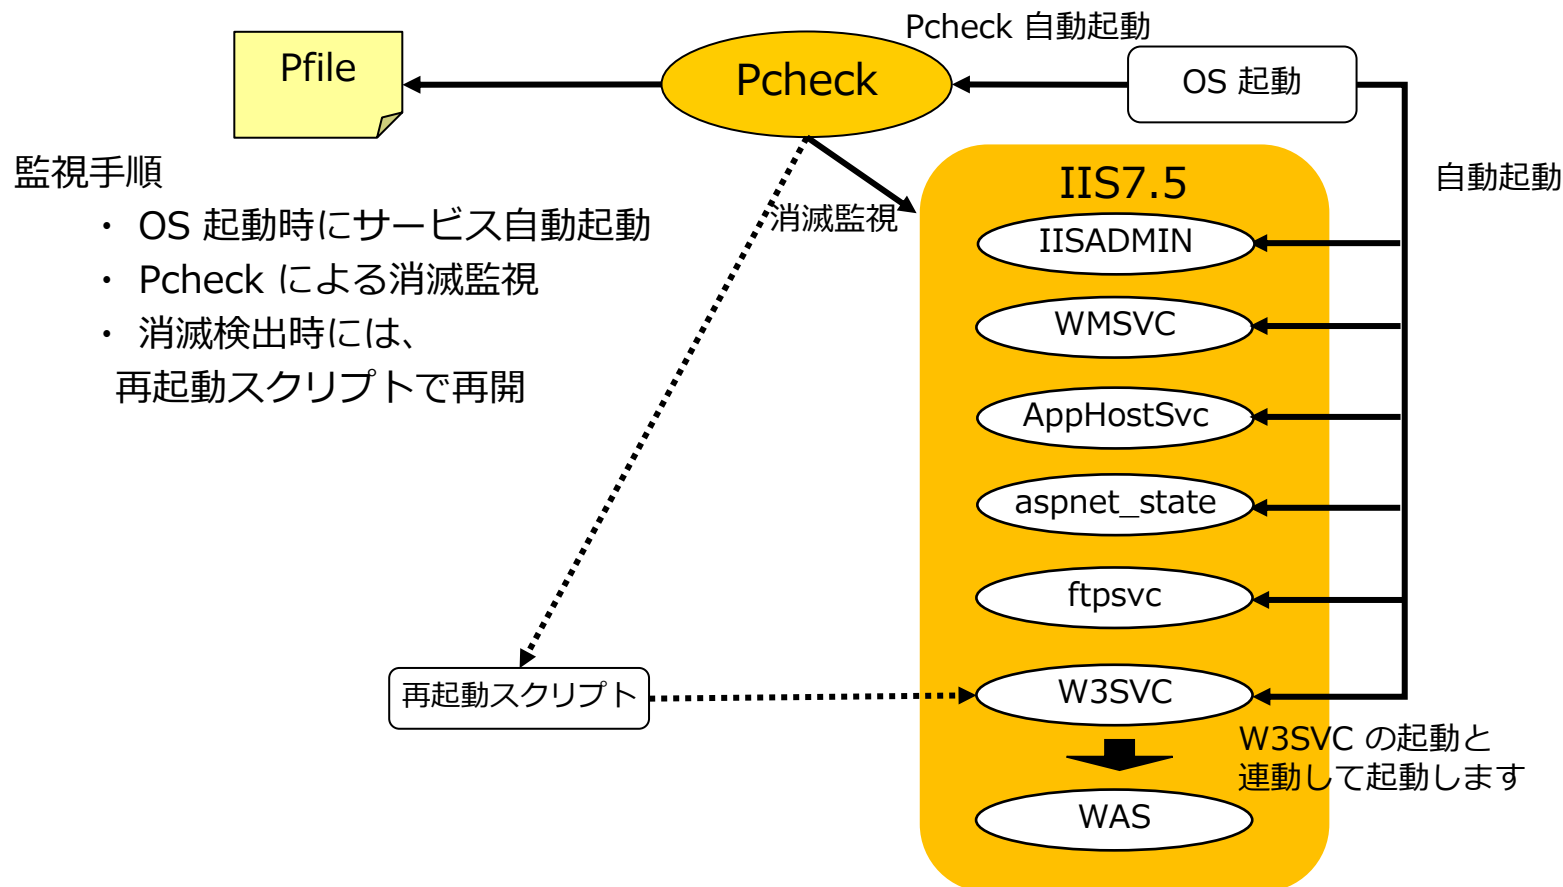 Pcheck 自動起動
Pfile
Pcheck
OS 起動
監視手順
・ OS 起動時にサービス自動起動
・ Pcheck による消滅監視
・ 消滅検出時には、
再起動スクリプトで再開
消滅監視
IIS7.5
自動起動
IISADMIN
WMSVC
AppHostSvc
aspnet_state
ftpsvc
再起動スクリプト
W3SVC
W3SVC の起動と
連動して起動します
WAS